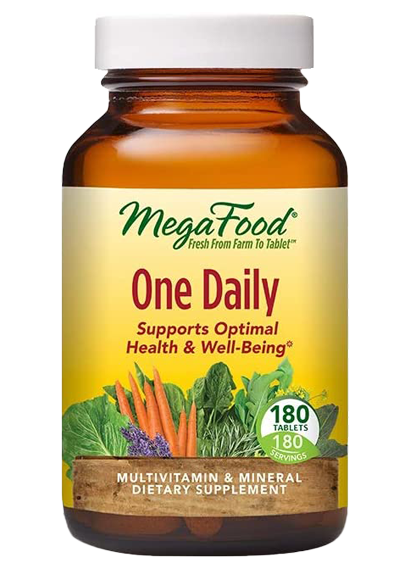 MegaFood®
Fresh From Farm To Tablet™
One Daily
Supports Optimal
Health & Well-Being*
180
TABLETS
180
SERVINGS
MULTIVITAMIN & MINERAL
DIETARY SUPPLEMENT